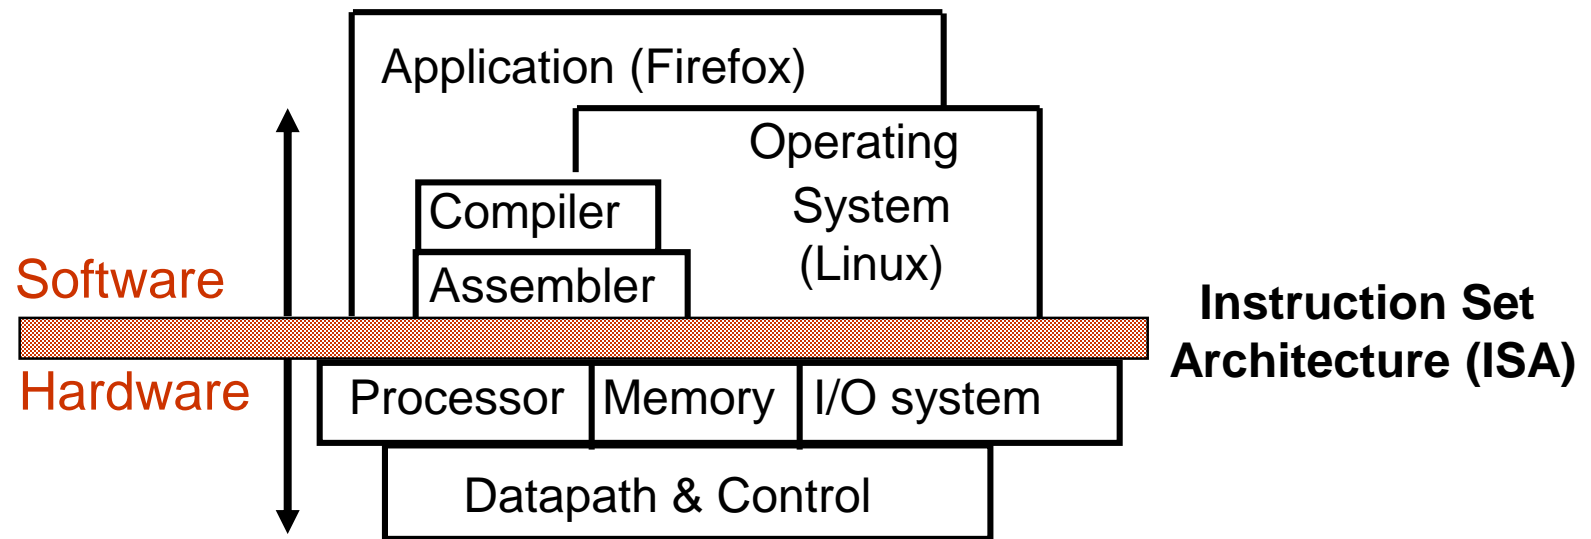 Application (Firefox)
Operating
System
(Linux)
Compiler
Assembler
Software
Instruction Set
Architecture (ISA)
Hardware
Processor
Memory
I/O system
Datapath & Control